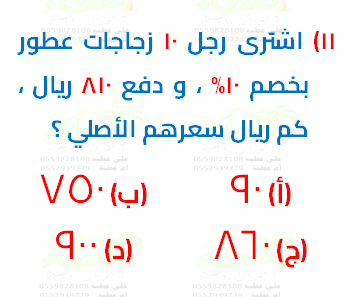 ١١) اشترى رجل ١٠ زجاجات عطور
بخصم ١٠% ، و دفع ٨١٠ ريال ،
كم ريال سعرهم الأصلي ؟
(أ) ٩٠ (ب) ٧٥٠
(ج) ٨٦٠ (د) ٩٠٠